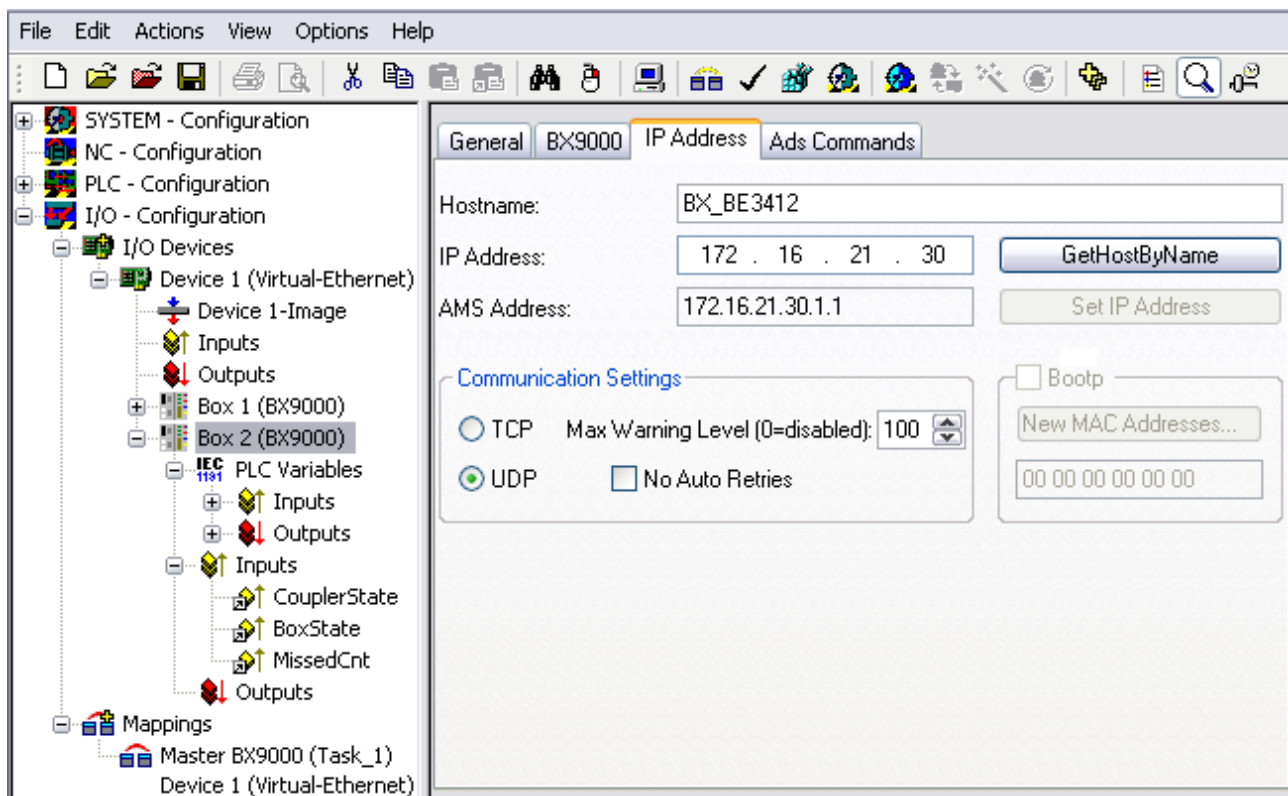 File Edit Actions View Options Help
SYSTEM - Configuration
NC - Configuration
PLC - Configuration
I/O - Configuration
I/O Devices
Device 1 (Virtual-Ethernet)
Device 1-Image
Inputs
Outputs
Box 1 (BX9000)
Box 2 (BX9000)
IEC 1131 PLC Variables
Inputs
Outputs
Inputs
CouplerState
BoxState
MissedCnt
Outputs
Mappings
Master BX9000 (Task_1)
Device 1 (Virtual-Ethernet)
General BX9000 IP Address Ads Commands
Hostname: BX_BE3412
IP Address: 172 . 16 . 21 . 30 GetHostByName
AMS Address: 172.16.21.30.1.1 Set IP Address
Communication Settings
TCP Max Warning Level (0=disabled): 100
UDP No Auto Retries
Bootp
New MAC Addresses...
00 00 00 00 00 00